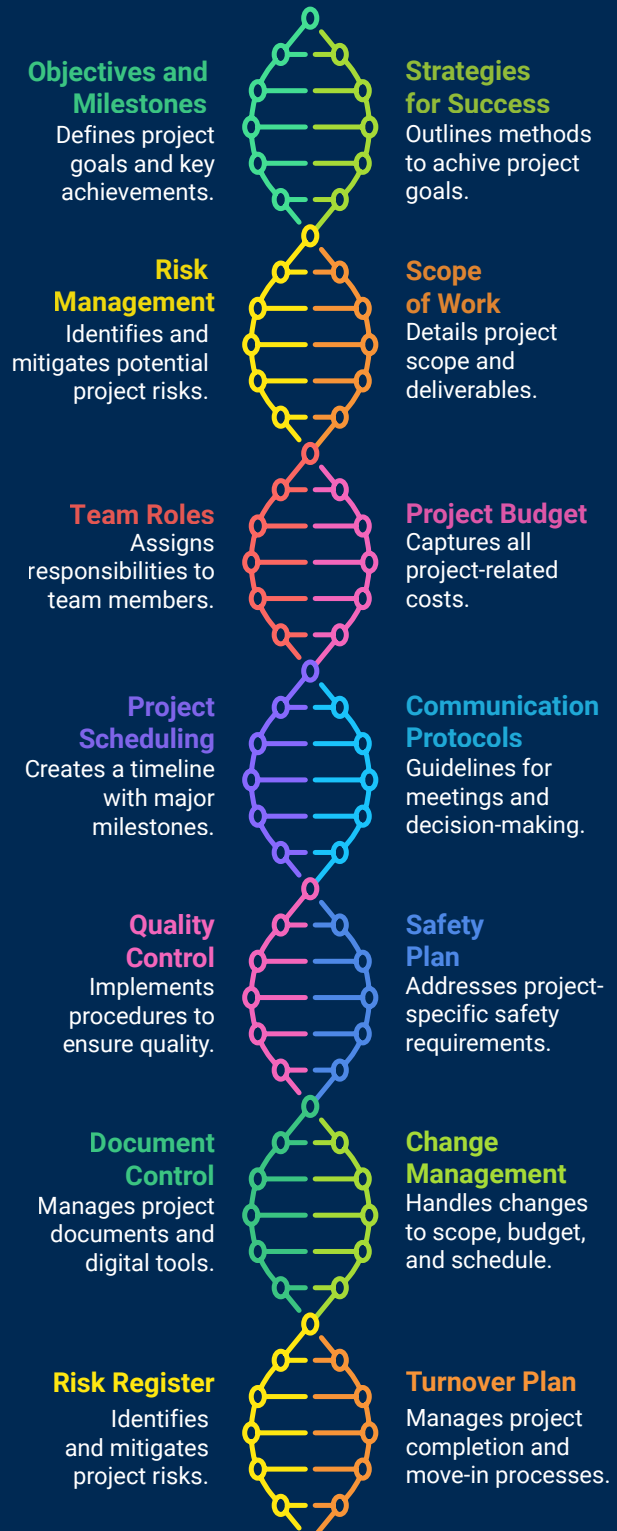 Objectives and
Milestones
Defines project
goals and key
achievements.
Strategies
for Success
Outlines methods
to achive project
goals.
Risk
Management
Identifies and
mitigates potential
project risks.
Scope
of Work
Details project
scope and
deliverables.
Team Roles
Assigns
responsibilities to
team members.
Project Budget
Captures all
project-related
costs.
Project
Scheduling
Creates a timeline
with major
milestones.
Communication
Protocols
Guidelines for
meetings and
decision-making.
Quality
Control
Implements
procedures to
ensure quality.
Safety
Plan
Addresses project-
specific safety
requirements.
Document
Control
Manages project
documents and
digital tools.
Change
Management
Handles changes
to scope, budget,
and schedule.
Risk Register
Identifies
and mitigates
project risks.
Turnover Plan
Manages project
completion and
move-in processes.